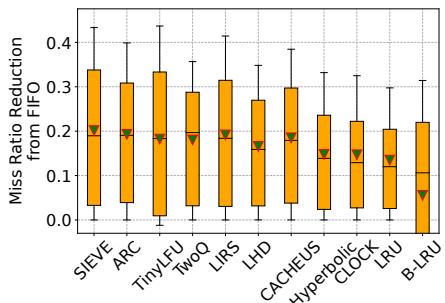 Miss Ratio Reduction
from FIFO
0.4
0.3
0.2
0.1
0.0
SIEVE
ARC
TinyLFU
TwoQ
LIRS
LHD
CACHEUS
Hyperbolic
CLOCK
LRU
B-LRU